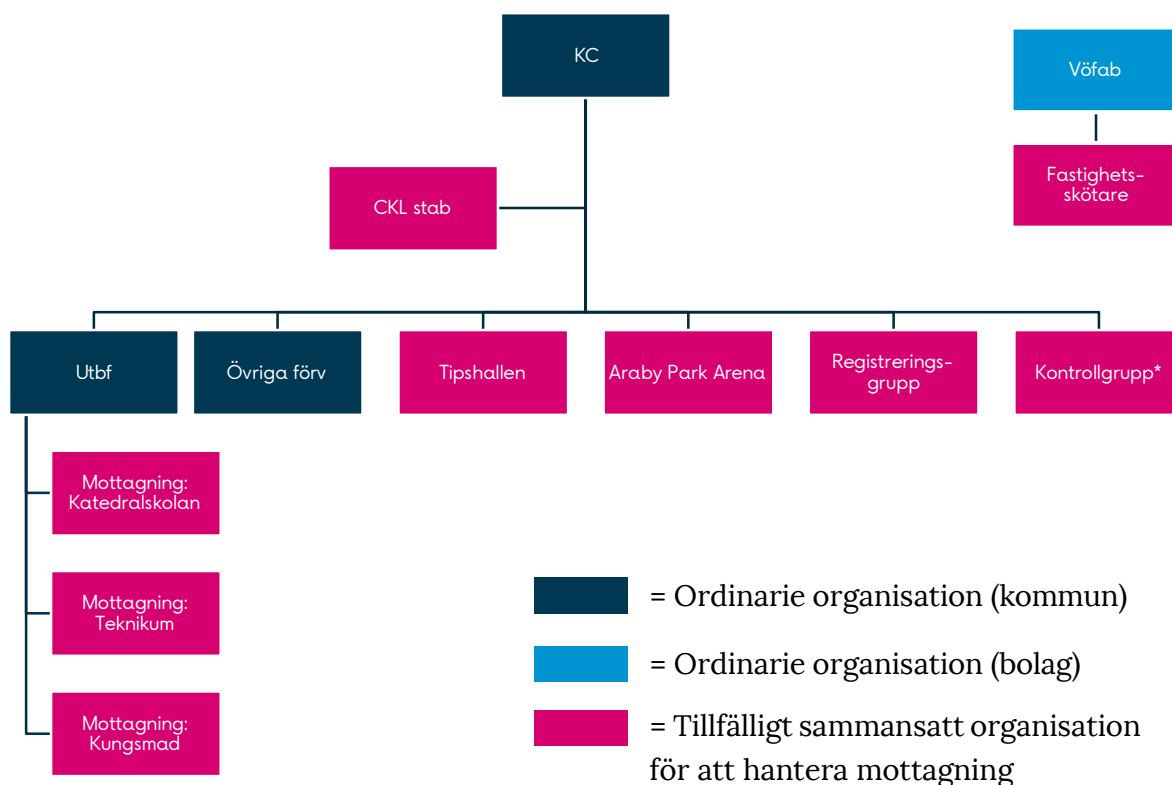 KC
Vöfab
Fastighets-
skötare
CKL stab
Utbf
Övriga förv
Tipshallen
Araby Park Arena
Registrerings-
grupp
Kontrollgrupp*
Mottagning:
Katedralskolan
Mottagning:
Teknikum
Mottagning:
Kungsmad
= Ordinarie organisation (kommun)
= Ordinarie organisation (bolag)
= Tillfälligt sammansatt organisation
för att hantera mottagning